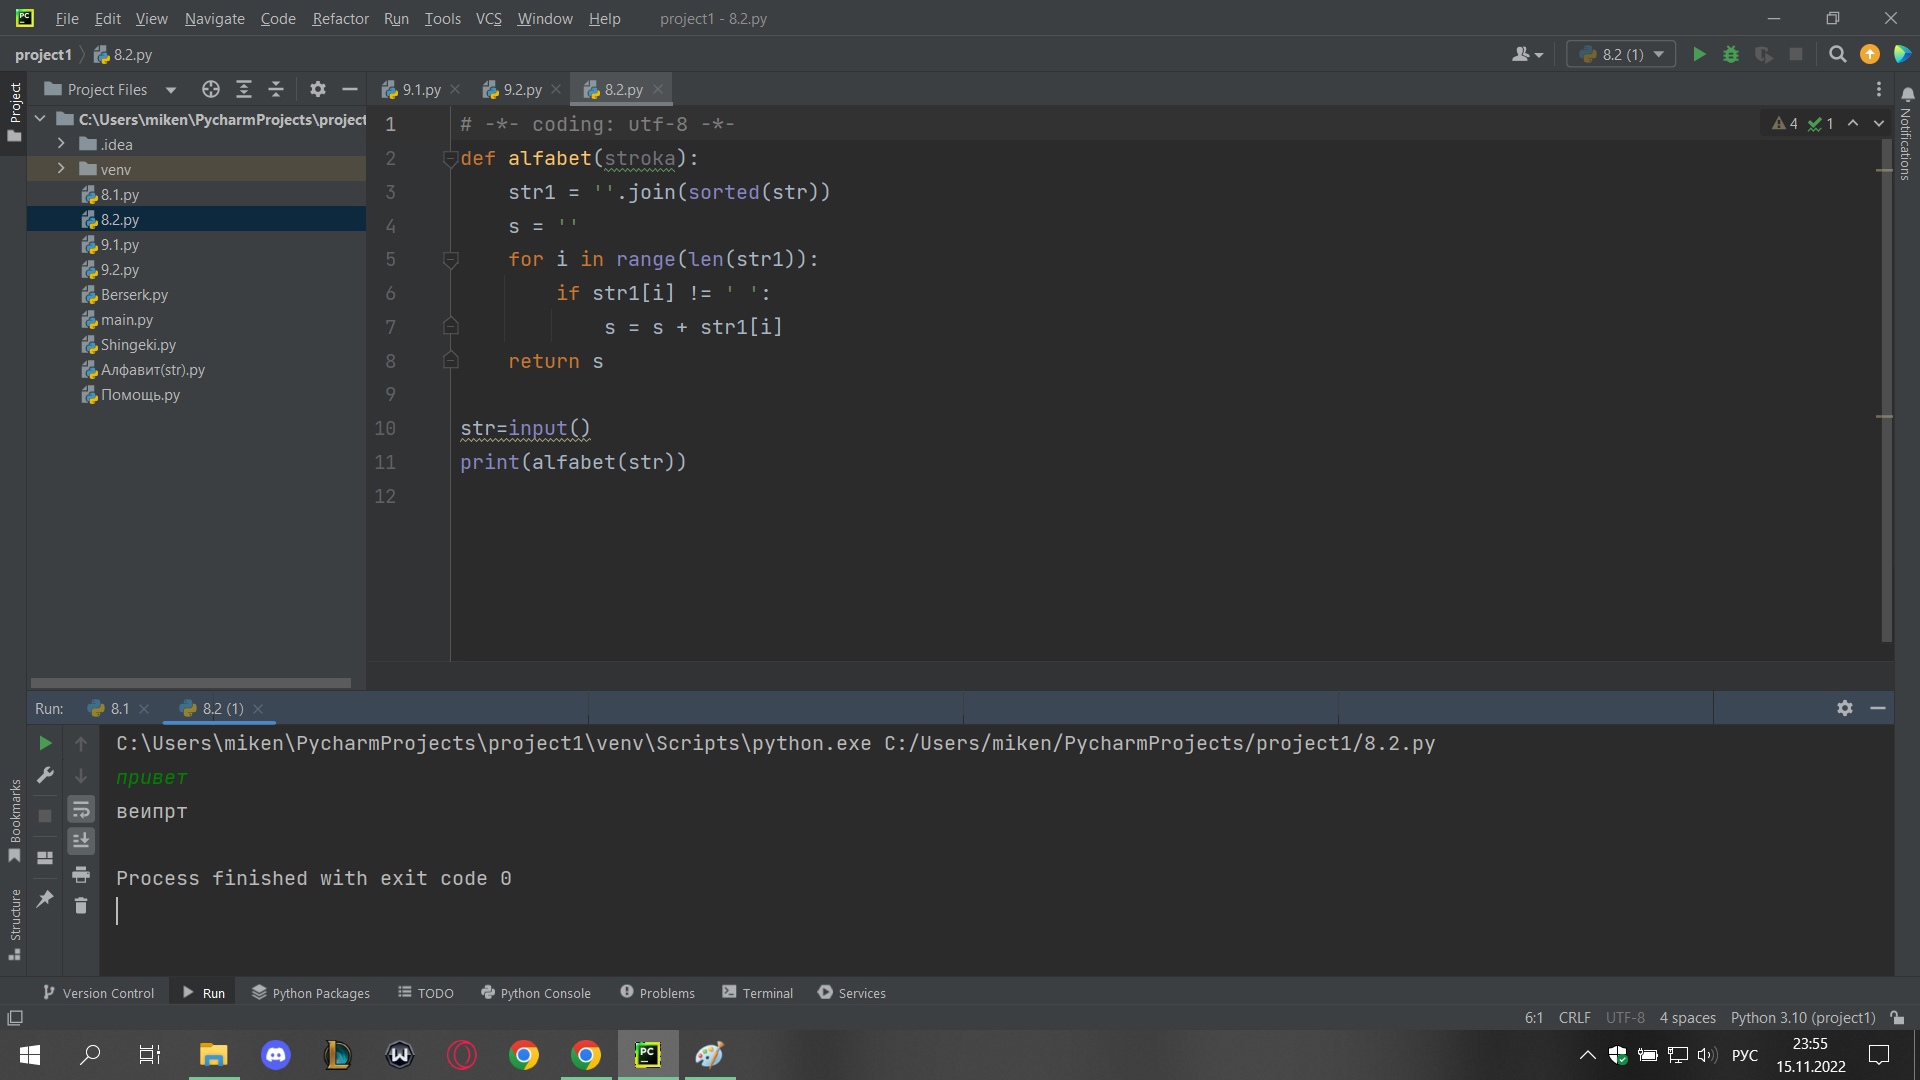 File Edit View Navigate Code Refactor Run Tools VCS Window Help project1 - 8.2.py
project1 8.2.py
8.2 (1)
Project Files
9.1.py 9.2.py 8.2.py
C:\Users\miken\PycharmProjects\project
.idea
venv
8.1.py
8.2.py
9.1.py
9.2.py
Berserk.py
main.py
Shingeki.py
Алфавит(str).py
Помощь.py
Project
Bookmarks
Structure
Notifications
4 1
1 # -*- coding: utf-8 -*-
2 def alfabet(stroka):
3 str1 = ''.join(sorted(str))
4 s = ''
5 for i in range(len(str1)):
6 if str1[i] != ' ':
7 s = s + str1[i]
8 return s
9
10 str=input()
11 print(alfabet(str))
12
Run: 8.1 8.2 (1)
C:\Users\miken\PycharmProjects\project1\venv\Scripts\python.exe C:/Users/miken/PycharmProjects/project1/8.2.py
привет
веипрт
Process finished with exit code 0
Version Control Run Python Packages TODO Python Console Problems Terminal Services
6:1 CRLF UTF-8 4 spaces Python 3.10 (project1)
PC
РУС
23:55
15.11.2022